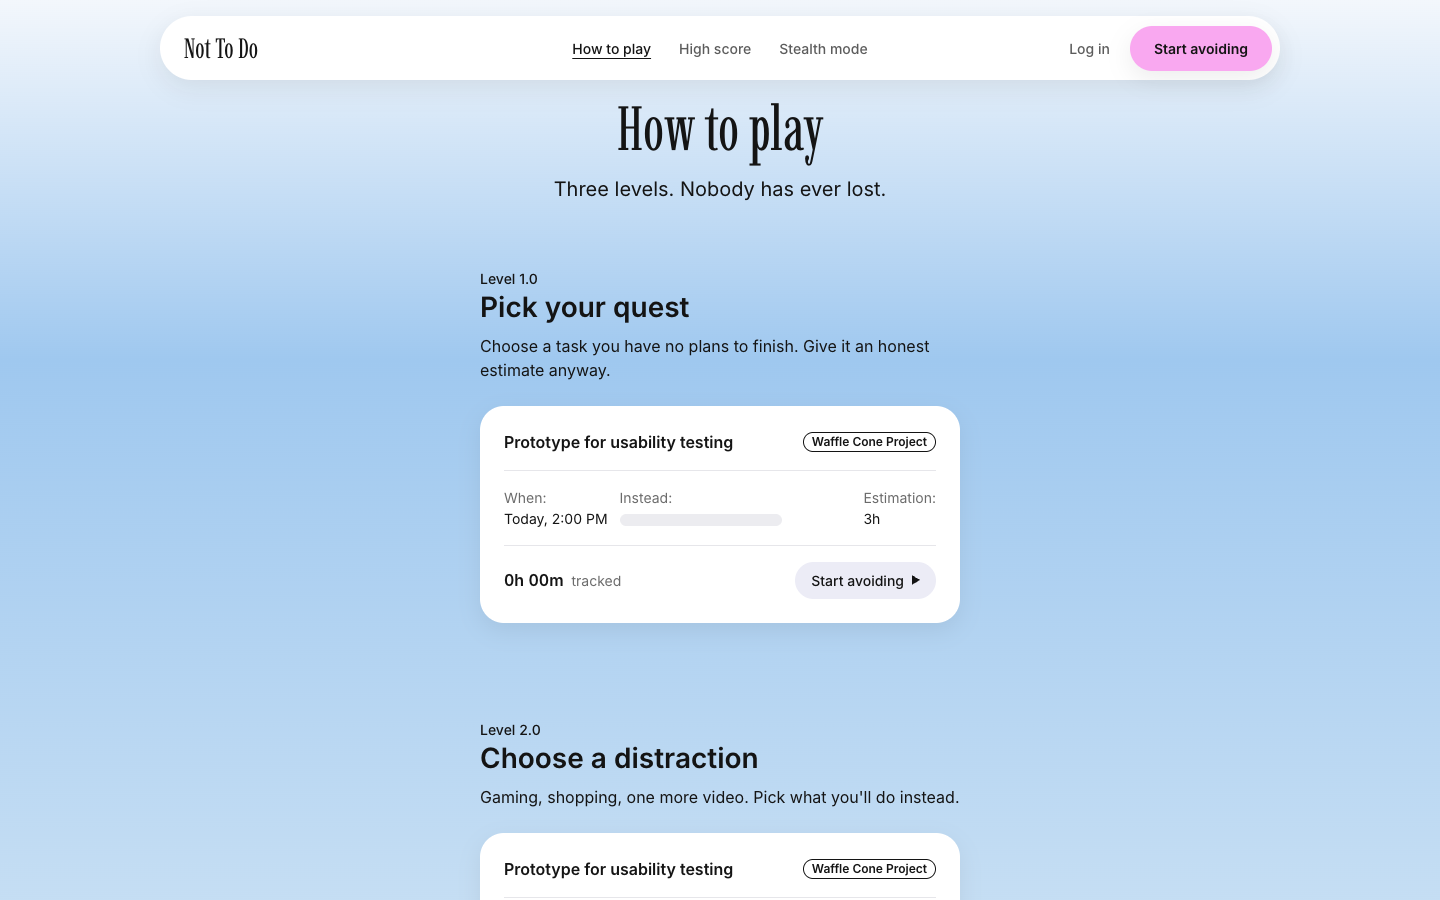 Not To Do
How to play
High score
Stealth mode
Log in
Start avoiding
How to play
Three levels. Nobody has ever lost.
Level 1.0
Pick your quest
Choose a task you have no plans to finish. Give it an honest
estimate anyway.
Prototype for usability testing
Waffle Cone Project
When:
Today, 2:00 PM
Instead:
Estimation:
3h
0h 00m tracked
Start avoiding
Level 2.0
Choose a distraction
Gaming, shopping, one more video. Pick what you'll do instead.
Prototype for usability testing
Waffle Cone Project